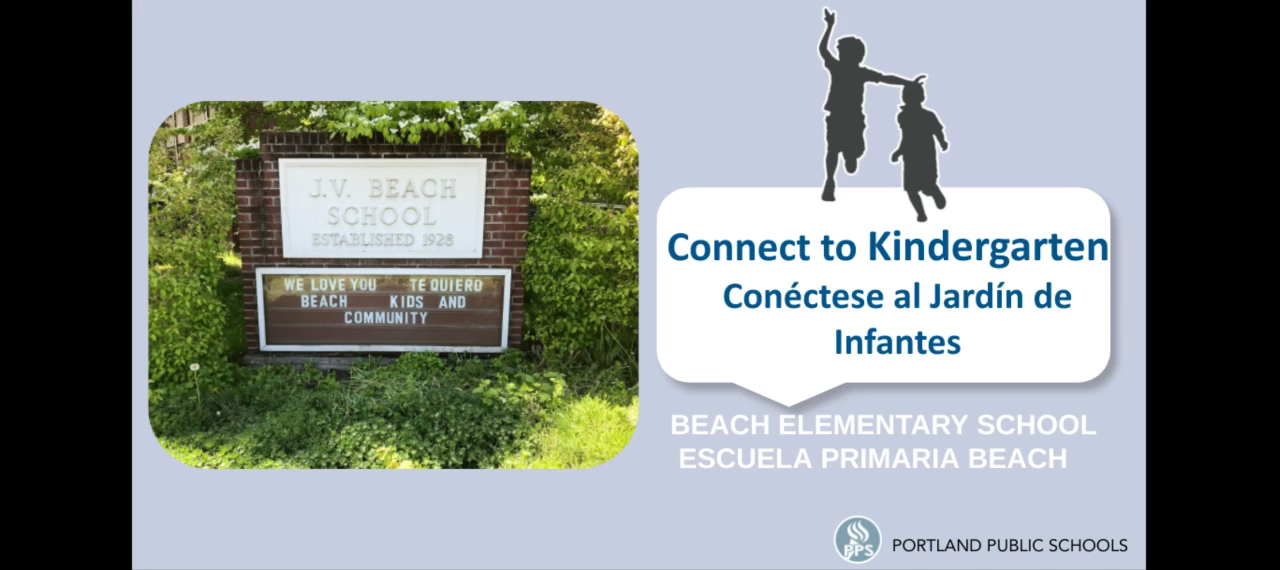 J.V. BEACH
SCHOOL
ESTABLISHED 1928
WE LOVE YOU TE QUIERO
BEACH KIDS AND
COMMUNITY
Connect to Kindergarten
Conéctese al Jardín de
Infantes
BEACH ELEMENTARY SCHOOL
ESCUELA PRIMARIA BEACH
PPS
PORTLAND PUBLIC SCHOOLS